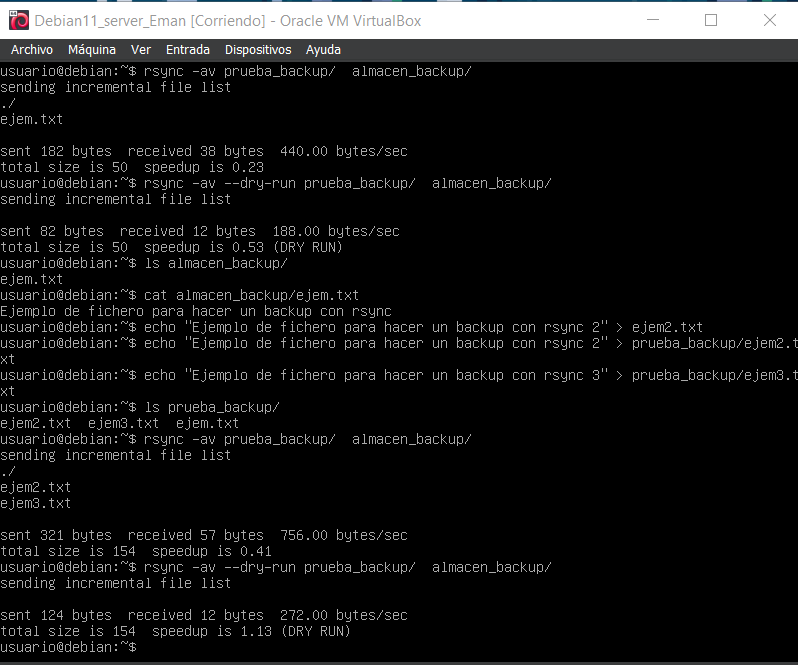 Debian11_server_Eman [Corriendo] - Oracle VM VirtualBox
Archivo Máquina Ver Entrada Dispositivos Ayuda
usuario@debian:~$ rsync -av prueba_backup/  almacen_backup/
sending incremental file list
./
ejem.txt

sent 182 bytes  received 38 bytes  440.00 bytes/sec
total size is 50  speedup is 0.23
usuario@debian:~$ rsync -av --dry-run prueba_backup/  almacen_backup/
sending incremental file list

sent 82 bytes  received 12 bytes  188.00 bytes/sec
total size is 50  speedup is 0.53 (DRY RUN)
usuario@debian:~$ ls almacen_backup/
ejem.txt
usuario@debian:~$ cat almacen_backup/ejem.txt
Ejemplo de fichero para hacer un backup con rsync
usuario@debian:~$ echo "Ejemplo de fichero para hacer un backup con rsync 2" > ejem2.txt
usuario@debian:~$ echo "Ejemplo de fichero para hacer un backup con rsync 2" > prueba_backup/ejem2.t
xt
usuario@debian:~$ echo "Ejemplo de fichero para hacer un backup con rsync 3" > prueba_backup/ejem3.t
xt
usuario@debian:~$ ls prueba_backup/
ejem2.txt  ejem3.txt  ejem.txt
usuario@debian:~$ rsync -av prueba_backup/  almacen_backup/
sending incremental file list
./
ejem2.txt
ejem3.txt

sent 321 bytes  received 57 bytes  756.00 bytes/sec
total size is 154  speedup is 0.41
usuario@debian:~$ rsync -av --dry-run prueba_backup/  almacen_backup/
sending incremental file list

sent 124 bytes  received 12 bytes  272.00 bytes/sec
total size is 154  speedup is 1.13 (DRY RUN)
usuario@debian:~$